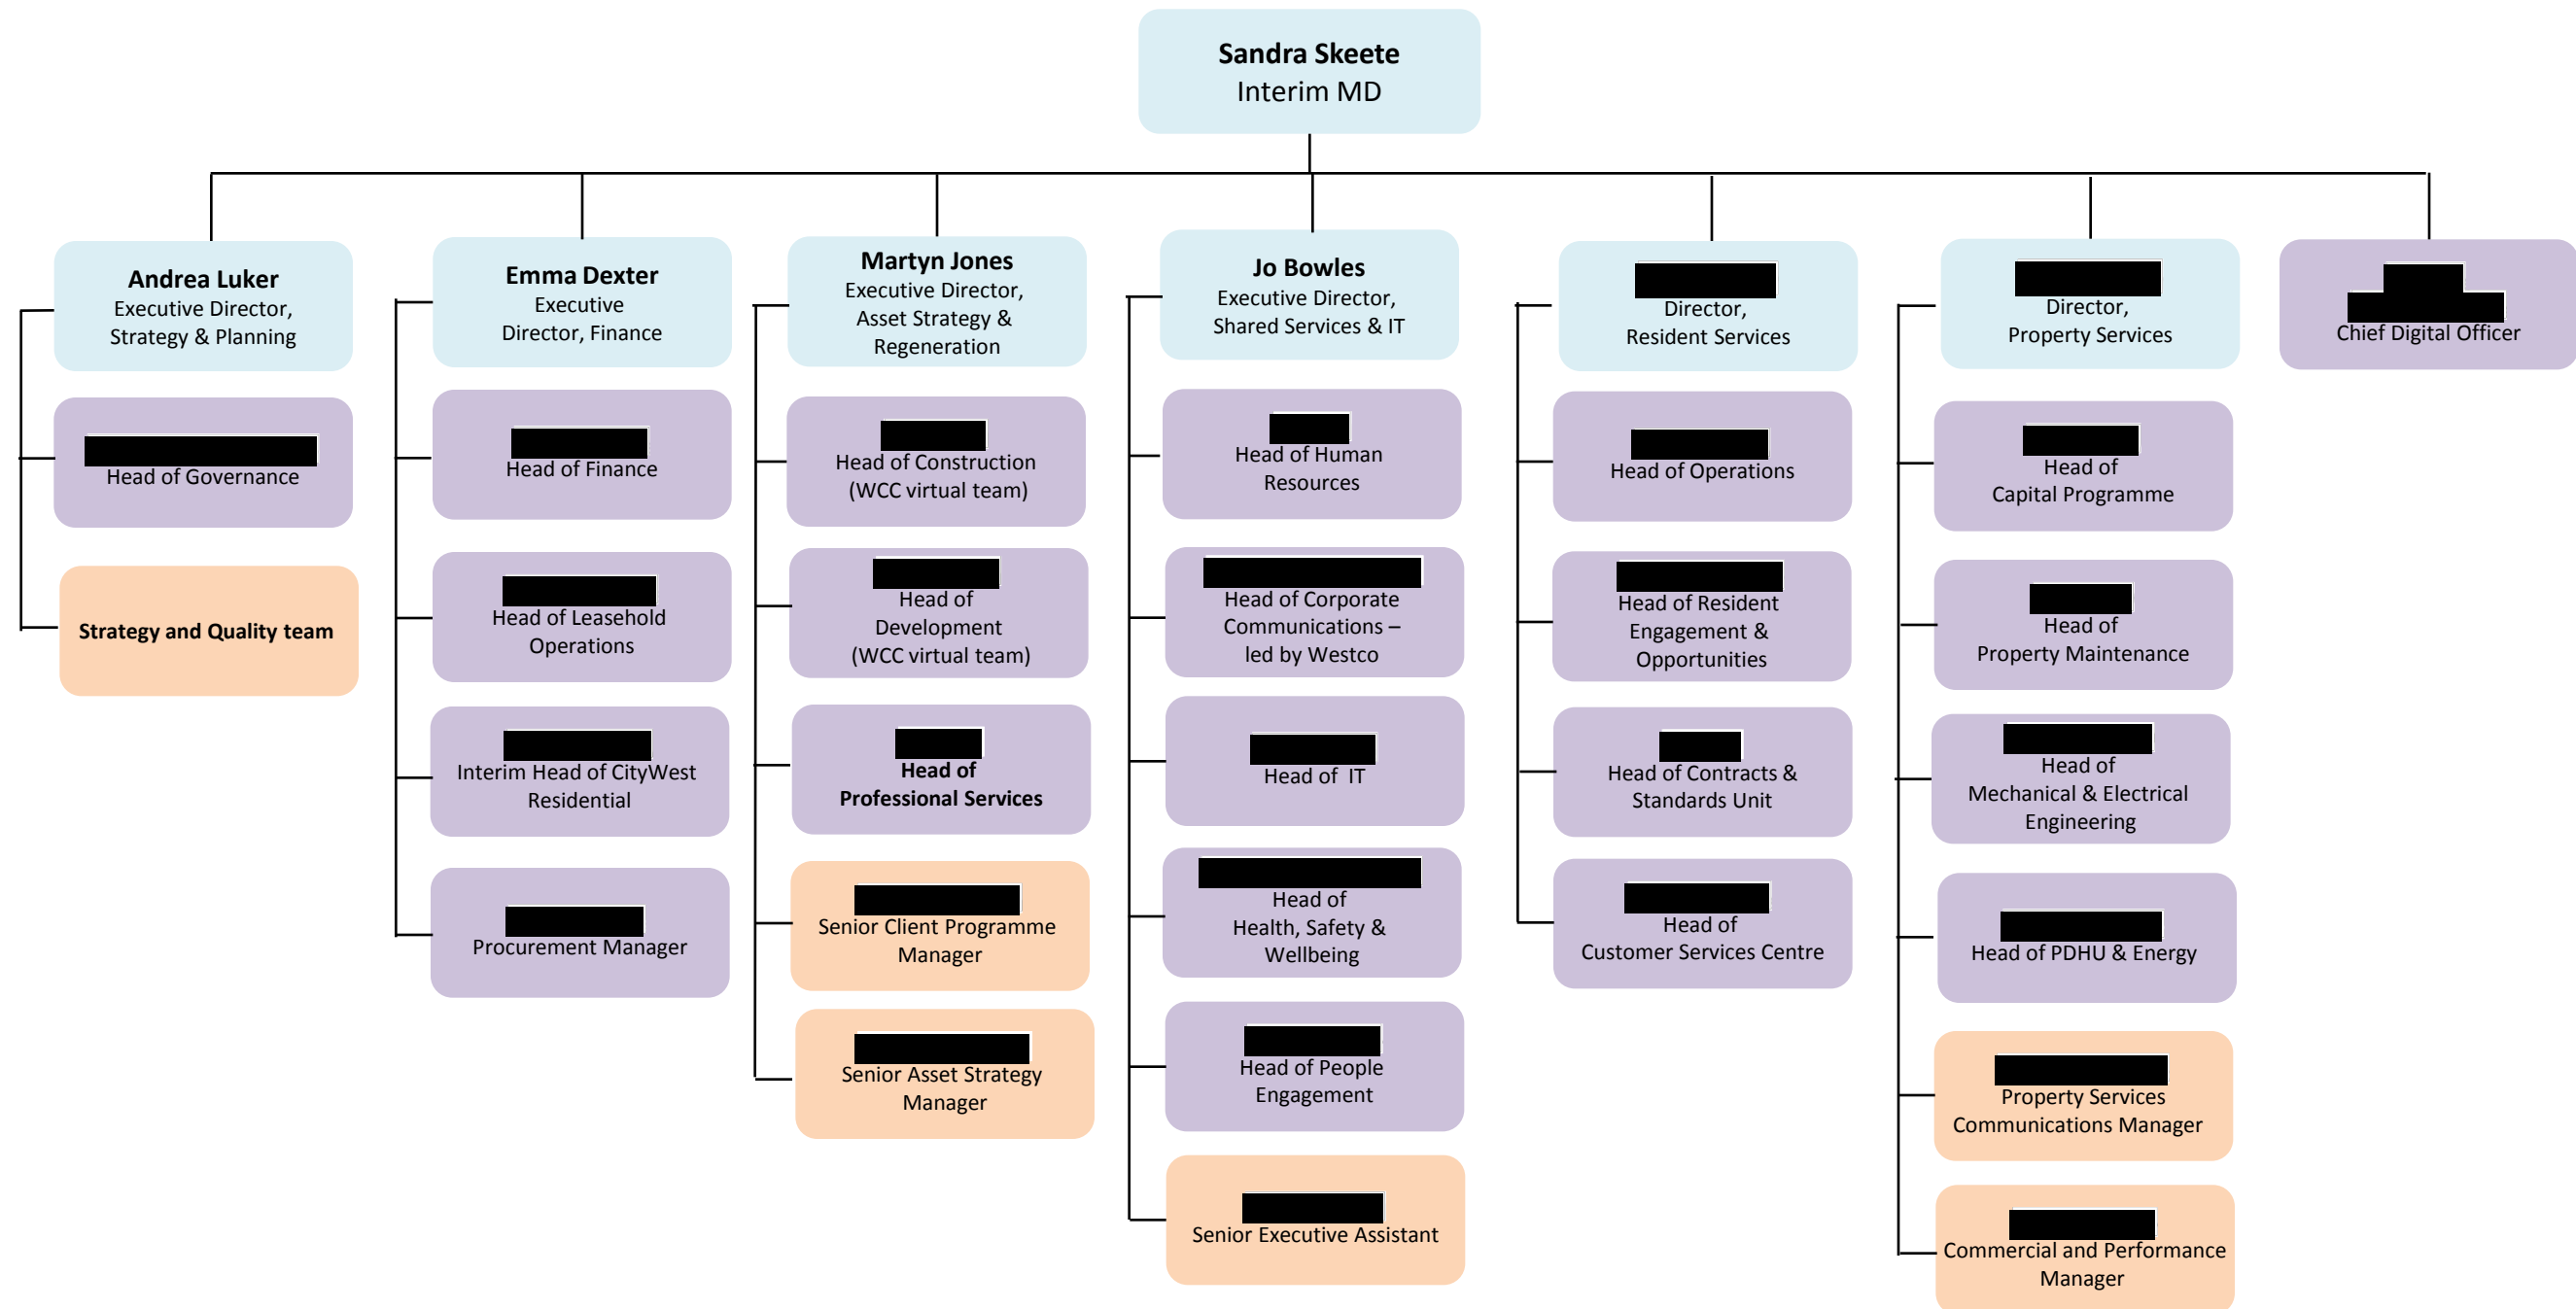 Sandra Skeete
Interim MD
Andrea Luker
Executive Director,
Strategy & Planning
Head of Governance
Strategy and Quality team
Emma Dexter
Executive
Director, Finance
Head of Finance
Head of Leasehold
Operations
Interim Head of CityWest
Residential
Procurement Manager
Martyn Jones
Executive Director,
Asset Strategy &
Regeneration
Head of Construction
(WCC virtual team)
Head of
Development
(WCC virtual team)
Head of
Professional Services
Senior Client Programme
Manager
Senior Asset Strategy
Manager
Jo Bowles
Executive Director,
Shared Services & IT
Head of Human
Resources
Head of Corporate
Communications –
led by Westco
Head of IT
Head of
Health, Safety &
Wellbeing
Head of People
Engagement
Senior Executive Assistant
Director,
Resident Services
Head of Operations
Head of Resident
Engagement &
Opportunities
Head of Contracts &
Standards Unit
Head of
Customer Services Centre
Director,
Property Services
Head of
Capital Programme
Head of
Property Maintenance
Head of
Mechanical & Electrical
Engineering
Head of PDHU & Energy
Property Services
Communications Manager
Commercial and Performance
Manager
Chief Digital Officer